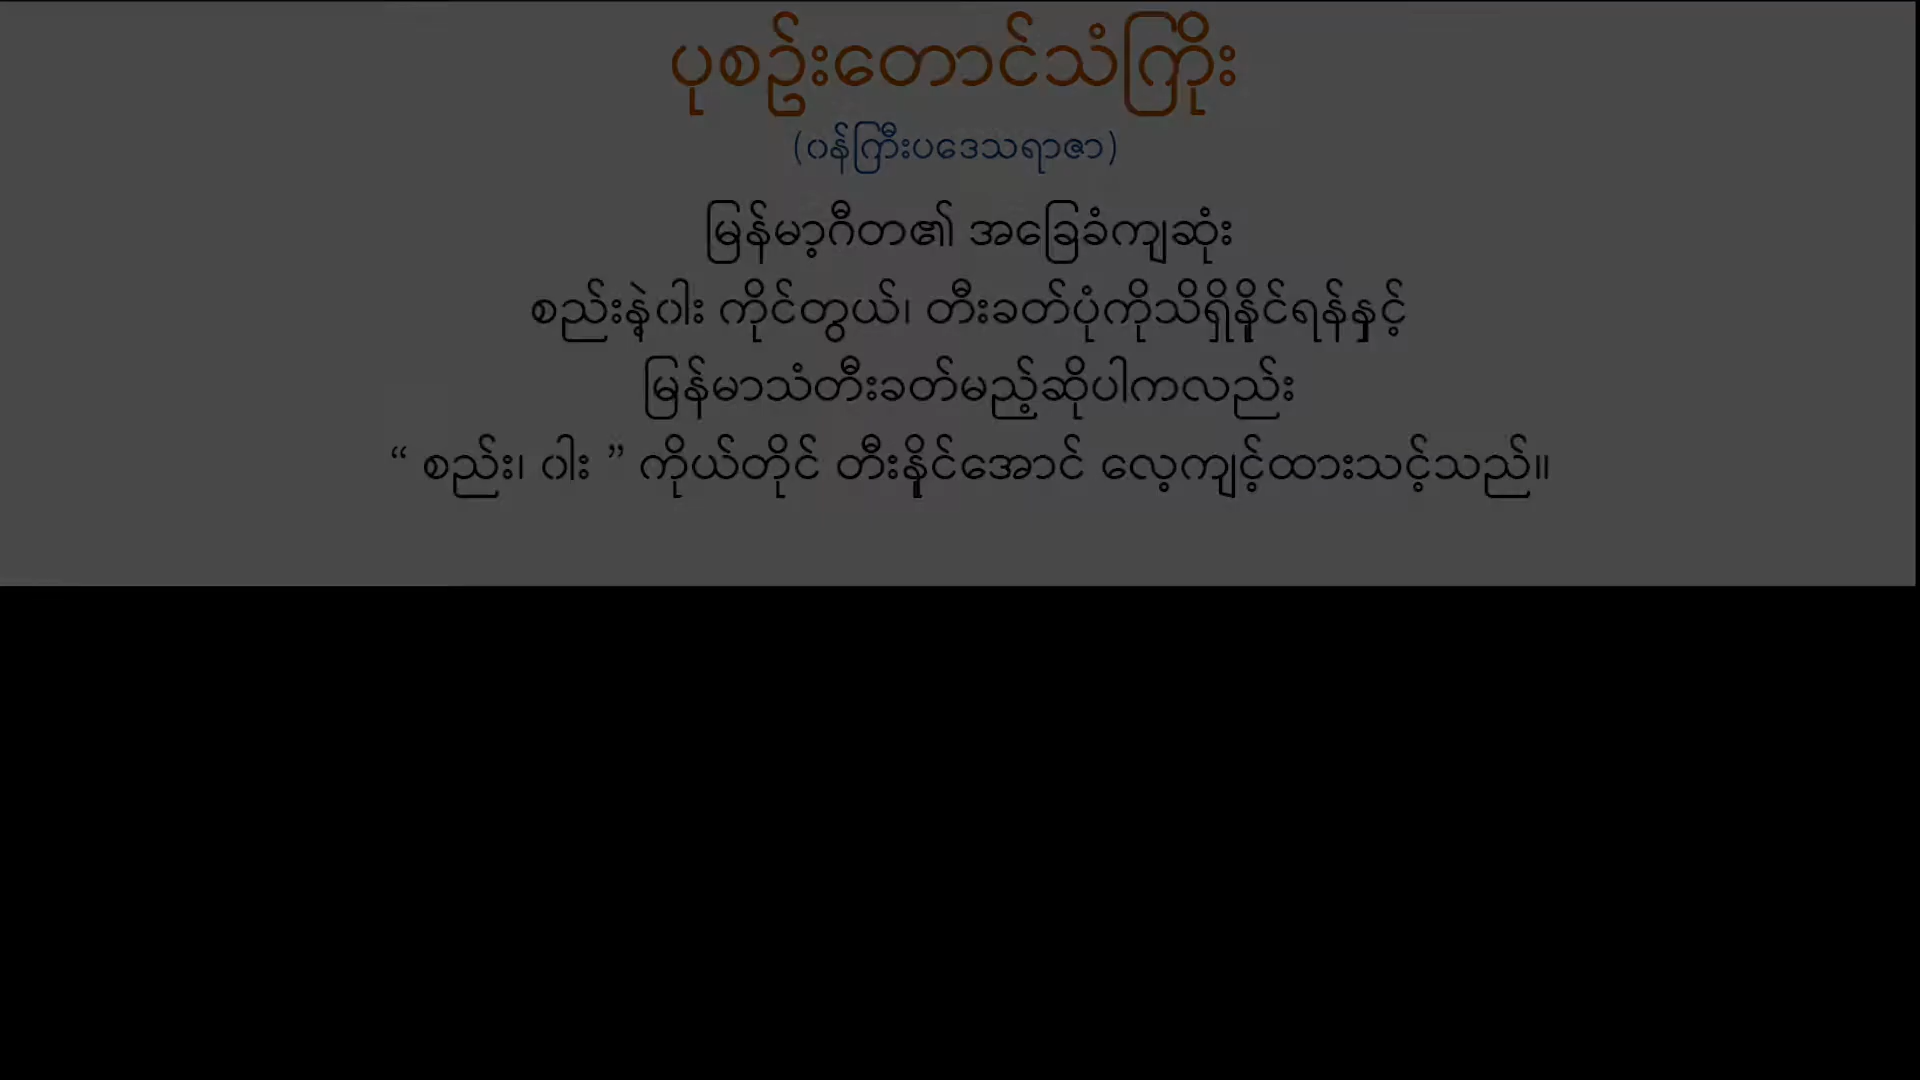 ပုစဥ်းတောင်သံကြိုး
(ဝန်ကြီးပဒေသရာဇာ)
မြန်မာ့ဂီတ၏ အခြေခံကျဆုံး
စည်းနဲ့ဝါး ကိုင်တွယ်၊ တီးခတ်ပုံကိုသိရှိနိုင်ရန်နှင့်
မြန်မာသံတီးခတ်မည့်ဆိုပါကလည်း
“ စည်း၊ ဝါး ” ကိုယ်တိုင် တီးနိုင်အောင် လေ့ကျင့်ထားသင့်သည်။